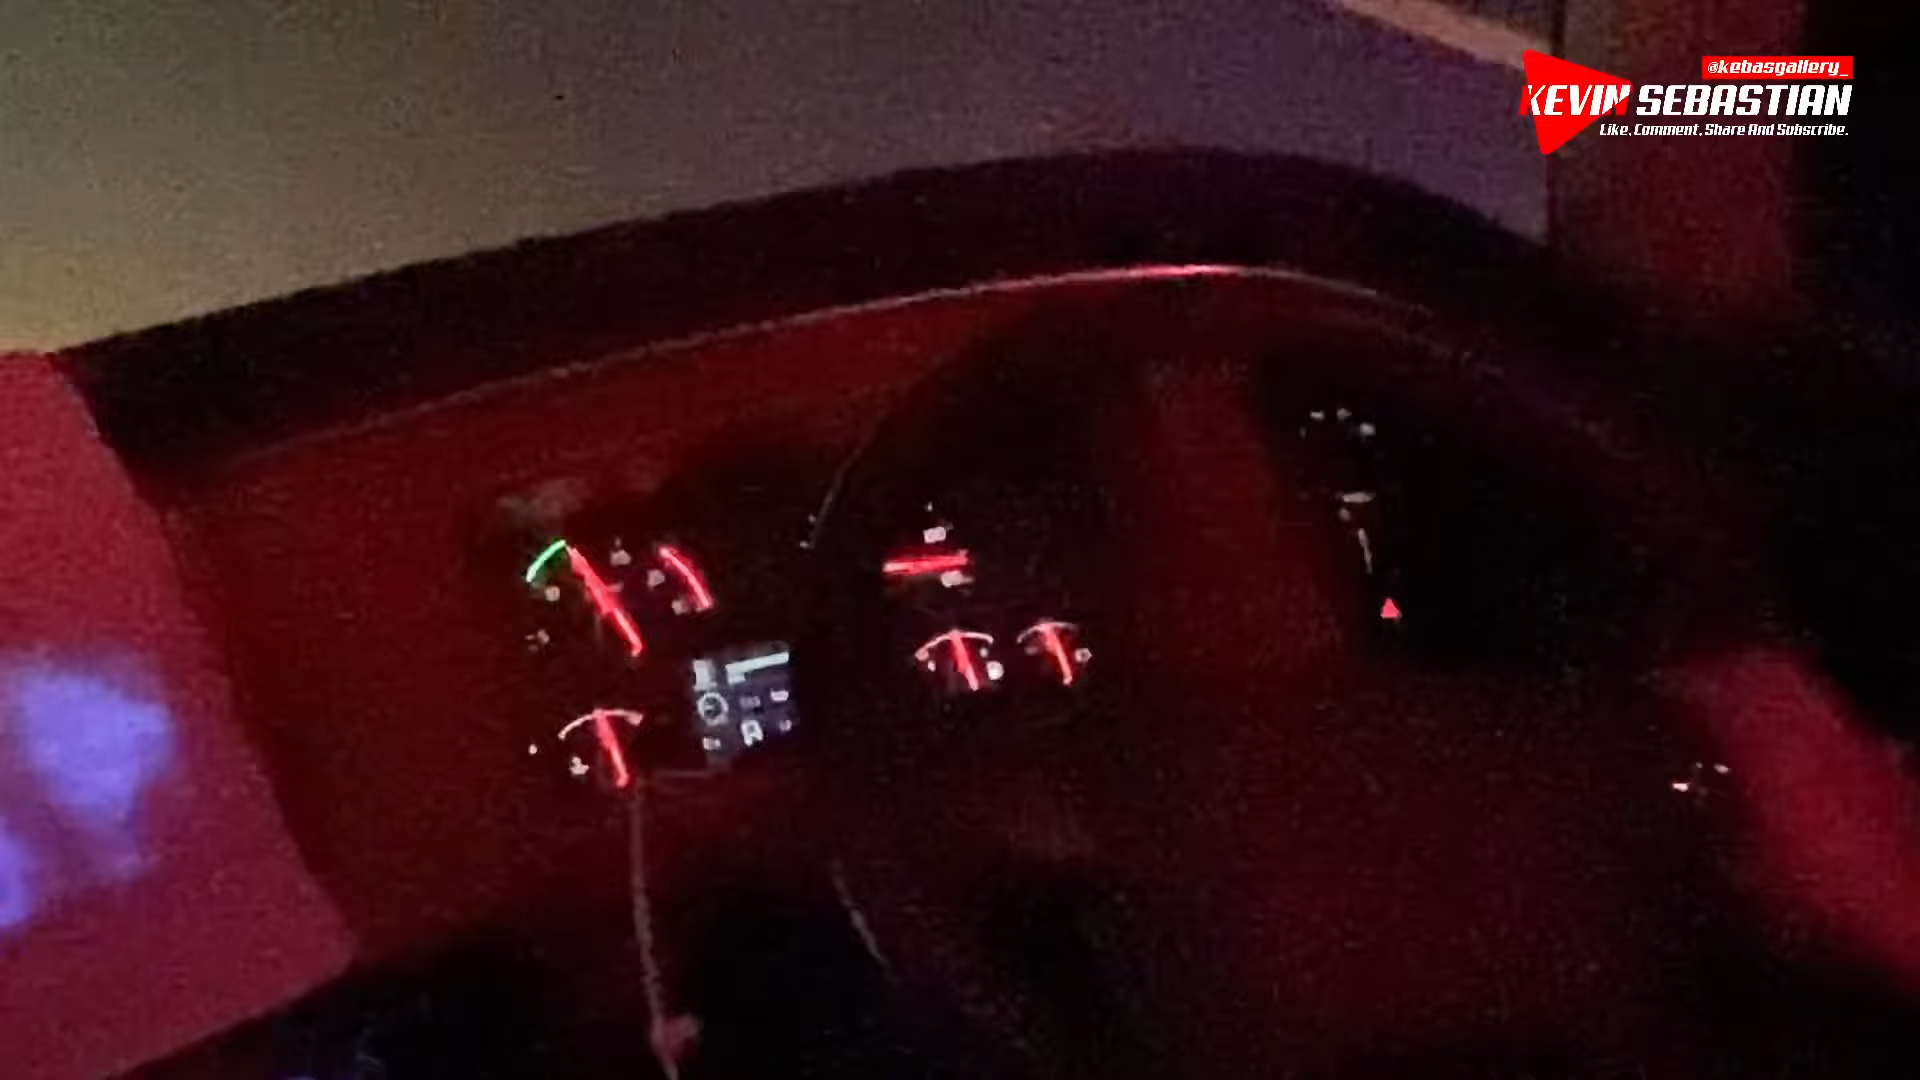 @kebasgallery_
KEVIN SEBASTIAN
Like, Comment, Share And Subscribe.